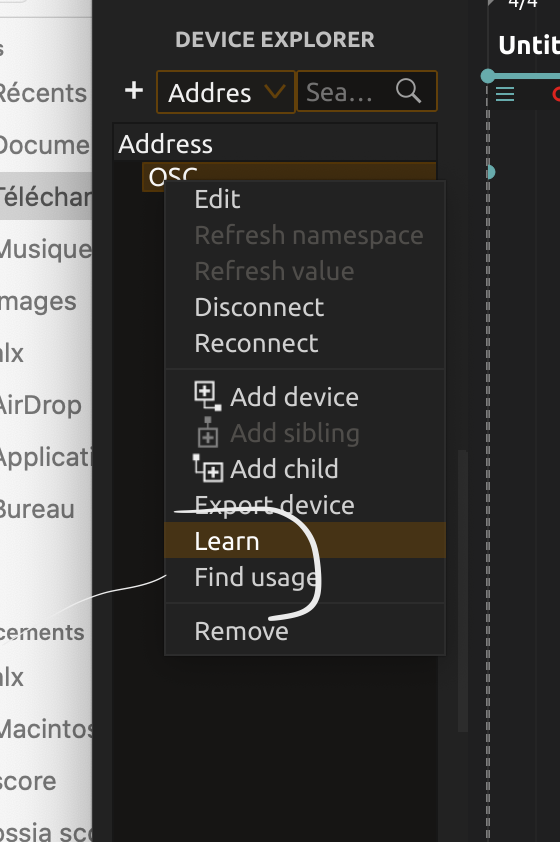 s
Récents
Docume
Téléchar
Musique
mages
lx
AirDrop
Applicati
Bureau
cements
lx
Macintos
score
ossia sco
DEVICE EXPLORER
+ Addres Sea...
Address
OSC
Edit
Refresh namespace
Refresh value
Disconnect
Reconnect
Add device
Add sibling
Add child
Export device
Learn
Find usage
Remove
4/4
Untit